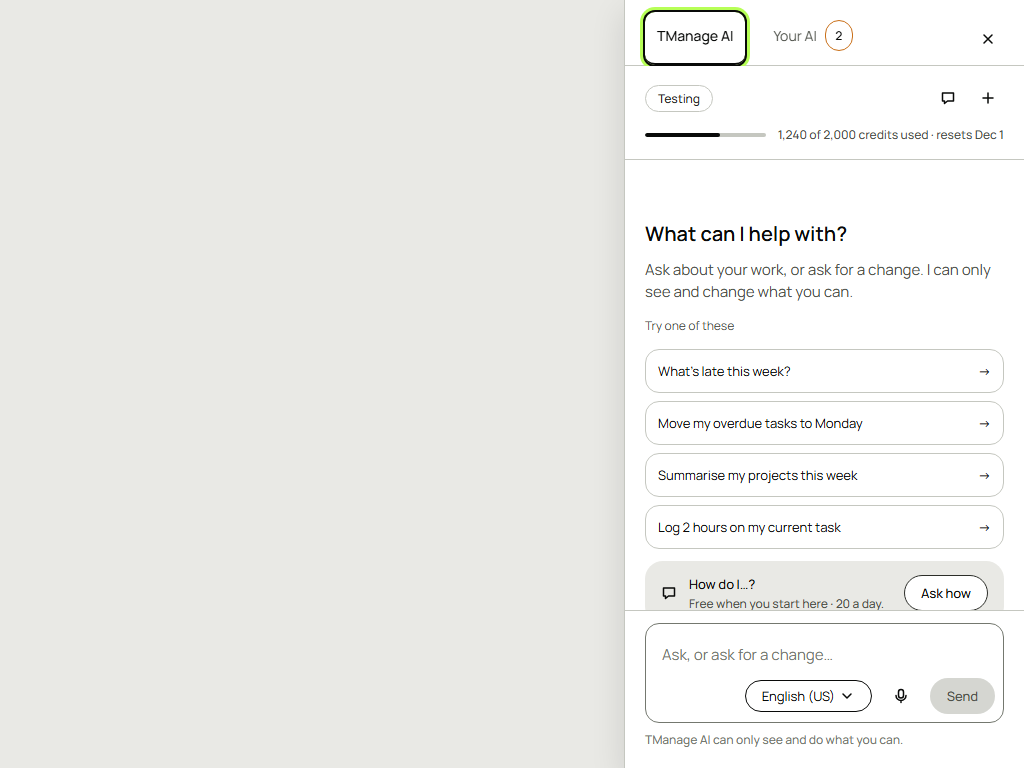 TManage AI
Your AI 2
Testing
1,240 of 2,000 credits used · resets Dec 1
What can I help with?
Ask about your work, or ask for a change. I can only
see and change what you can.
Try one of these
What's late this week?
Move my overdue tasks to Monday
Summarise my projects this week
Log 2 hours on my current task
How do I…?
Free when you start here · 20 a day.
Ask how
Ask, or ask for a change…
English (US)
Send
TManage AI can only see and do what you can.